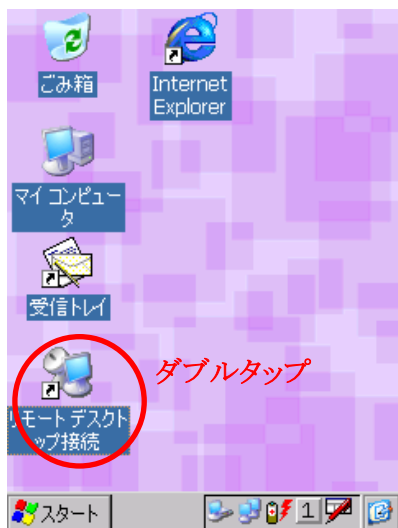 ごみ箱
Internet
Explorer
マイ コンピュー
タ
受信トレイ
ダブルタップ
リモート デスクト
ップ接続
スタート
1